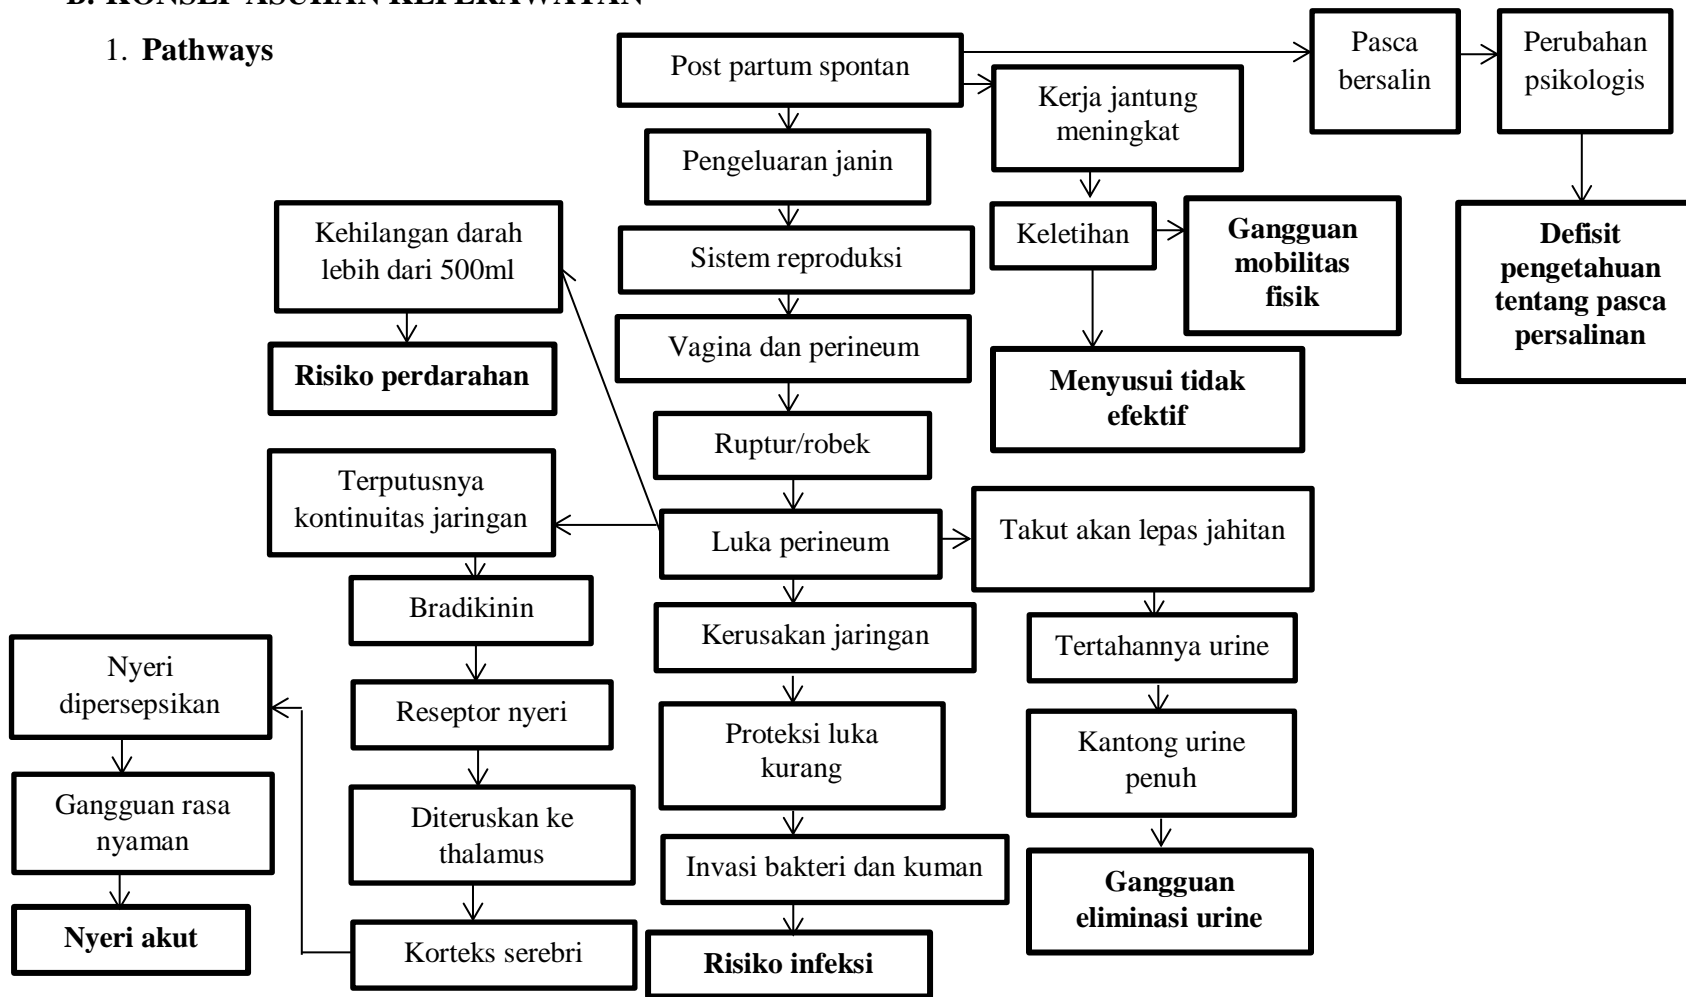 B. KONSEP ASUHAN KEPERAWATAN
1. Pathways
Post partum spontan
Pasca
bersalin
Perubahan
psikologis
Kerja jantung
meningkat
Pengeluaran janin
Kehilangan darah
lebih dari 500ml
Sistem reproduksi
Keletihan
Gangguan
mobilitas
fisik
Defisit
pengetahuan
tentang pasca
persalinan
Vagina dan perineum
Risiko perdarahan
Menyusui tidak
efektif
Ruptur/robek
Terputusnya
kontinuitas jaringan
Luka perineum
Takut akan lepas jahitan
Bradikinin
Kerusakan jaringan
Tertahannya urine
Nyeri
dipersepsikan
Reseptor nyeri
Proteksi luka
kurang
Kantong urine
penuh
Gangguan rasa
nyaman
Diteruskan ke
thalamus
Invasi bakteri dan kuman
Gangguan
eliminasi urine
Nyeri akut
Korteks serebri
Risiko infeksi